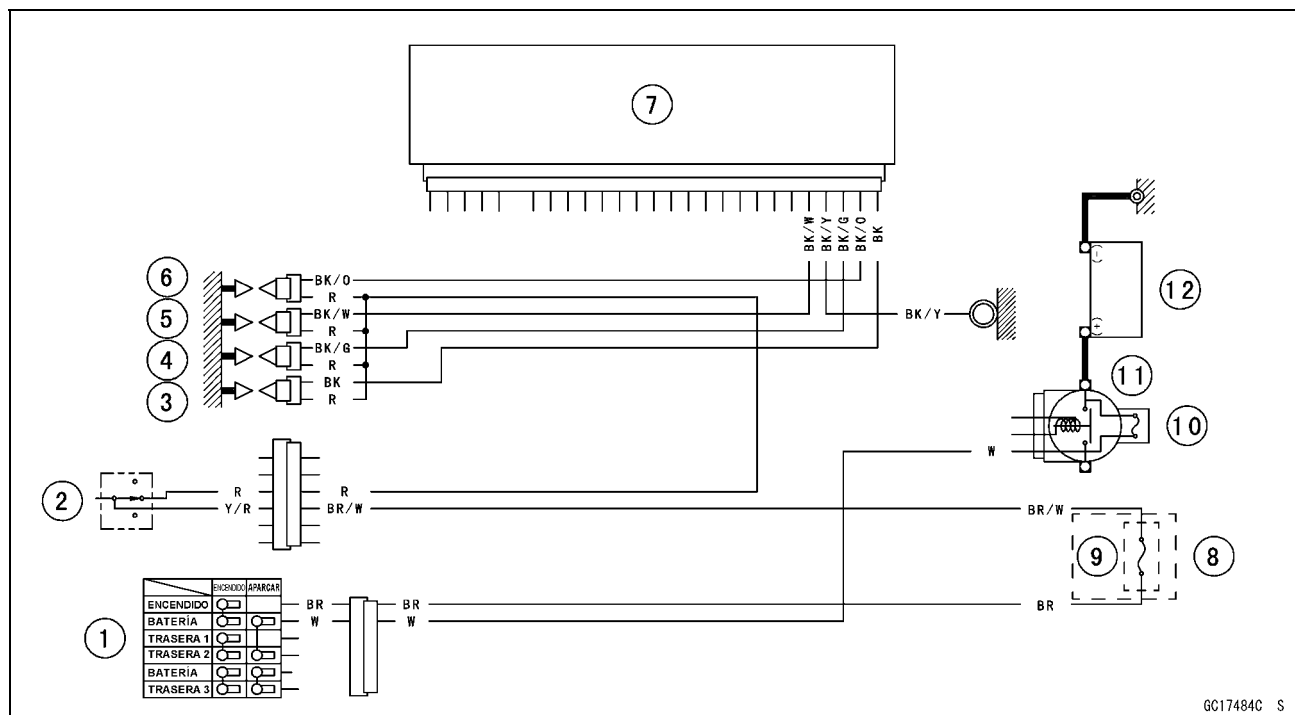 7
BK/W
BK/Y
BK/G
BK/O
BK
(-)
12
(+)
6
BK/O
R
5
BK/W
R
BK/Y
4
BK/G
R
3
BK
R
11
10
W
2
R
R
Y/R
BR/W
BR/W
9
8
1
ENCENDIDO APARCAR
ENCENDIDO
BR
BR
BR
BATERÍA
W
W
TRASERA 1
TRASERA 2
BATERÍA
TRASERA 3
GC17484C S